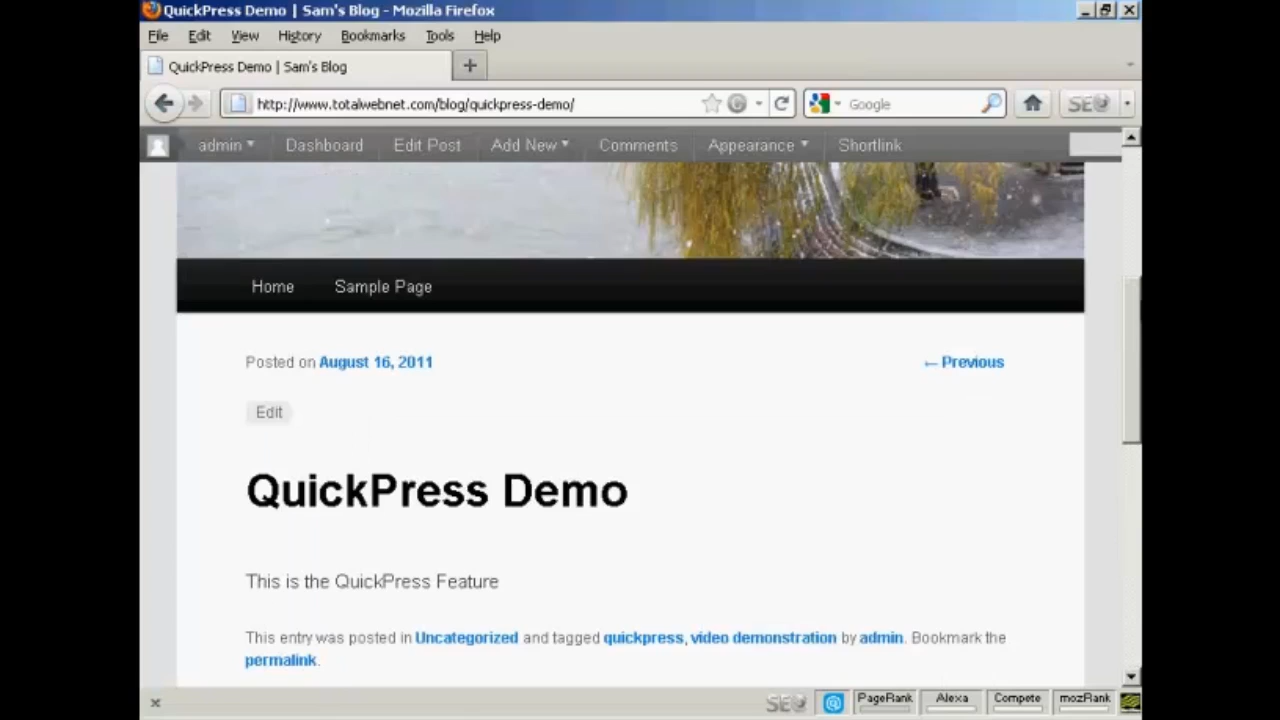 QuickPress Demo | Sam's Blog - Mozilla Firefox
File Edit View History Bookmarks Tools Help
QuickPress Demo | Sam's Blog
http://www.totalwebnet.com/blog/quickpress-demo/ Google SEO
admin Dashboard Edit Post Add New Comments Appearance Shortlink
Home Sample Page
Posted on August 16, 2011 ← Previous
Edit
QuickPress Demo
This is the QuickPress Feature
This entry was posted in Uncategorized and tagged quickpress, video demonstration by admin. Bookmark the
permalink.
SEO PageRank Alexa Compete mozRank